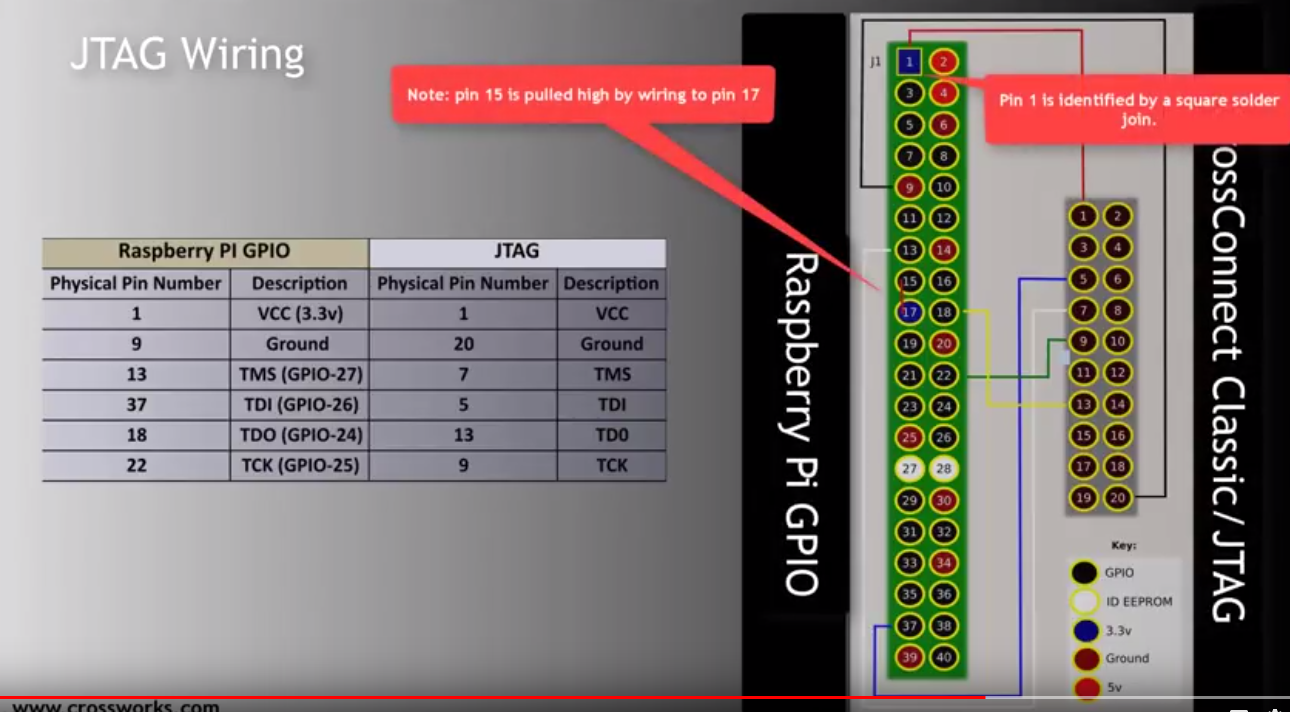 JTAG Wiring
Note: pin 15 is pulled high by wiring to pin 17
Pin 1 is identified by a square solder
join.
Raspberry PI GPIO JTAG
Physical Pin Number Description Physical Pin Number Description
1 VCC (3.3v) 1 VCC
9 Ground 20 Ground
13 TMS (GPIO-27) 7 TMS
37 TDI (GPIO-26) 5 TDI
18 TDO (GPIO-24) 13 TD0
22 TCK (GPIO-25) 9 TCK
Raspberry Pi GPIO
J1
1 2
3 4
5 6
7 8
9 10
11 12
13 14
15 16
17 18
19 20
21 22
23 24
25 26
27 28
29 30
31 32
33 34
35 36
37 38
39 40
1 2
3 4
5 6
7 8
9 10
11 12
13 14
15 16
17 18
19 20
ossConnect Classic/JTAG
Key:
GPIO
ID EEPROM
3.3v
Ground
5v
www.crossworks.com